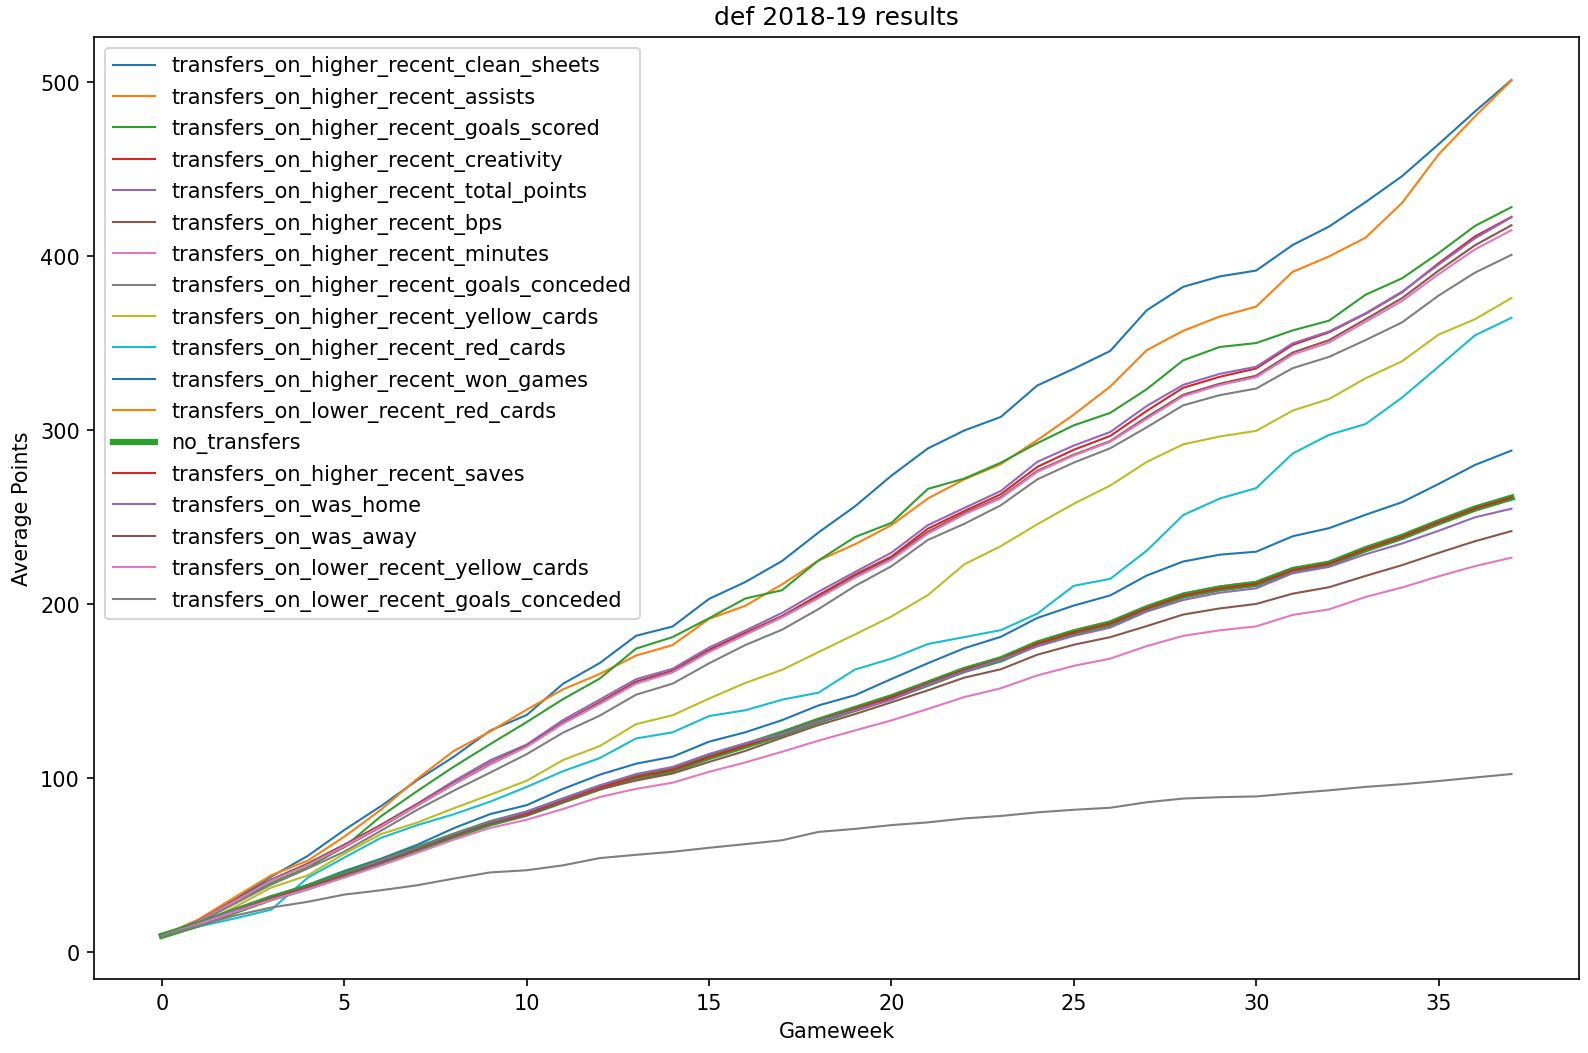 def 2018-19 results
transfers_on_higher_recent_clean_sheets
transfers_on_higher_recent_assists
transfers_on_higher_recent_goals_scored
transfers_on_higher_recent_creativity
transfers_on_higher_recent_total_points
transfers_on_higher_recent_bps
transfers_on_higher_recent_minutes
transfers_on_higher_recent_goals_conceded
transfers_on_higher_recent_yellow_cards
transfers_on_higher_recent_red_cards
transfers_on_higher_recent_won_games
transfers_on_lower_recent_red_cards
no_transfers
transfers_on_higher_recent_saves
transfers_on_was_home
transfers_on_was_away
transfers_on_lower_recent_yellow_cards
transfers_on_lower_recent_goals_conceded
500
400
300
200
100
0
Average Points
0 5 10 15 20 25 30 35
Gameweek